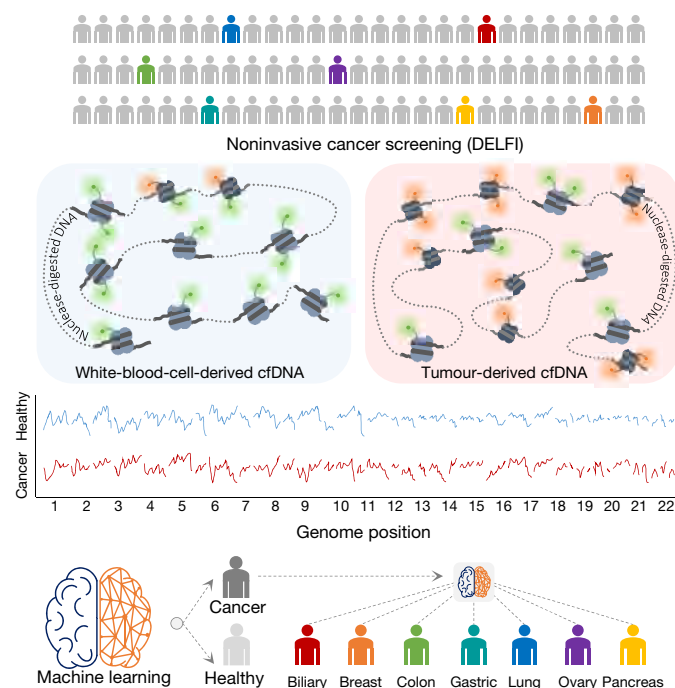 Noninvasive cancer screening (DELFI)
Nuclease-digested DNA
Nuclease-digested DNA
White-blood-cell-derived cfDNA
Tumour-derived cfDNA
Healthy
Cancer
1 2 3 4 5 6 7 8 9 10 11 12 13 14 15 16 17 18 19 20 21 22
Genome position
Cancer
Machine learning
Healthy
Biliary Breast Colon Gastric Lung Ovary Pancreas